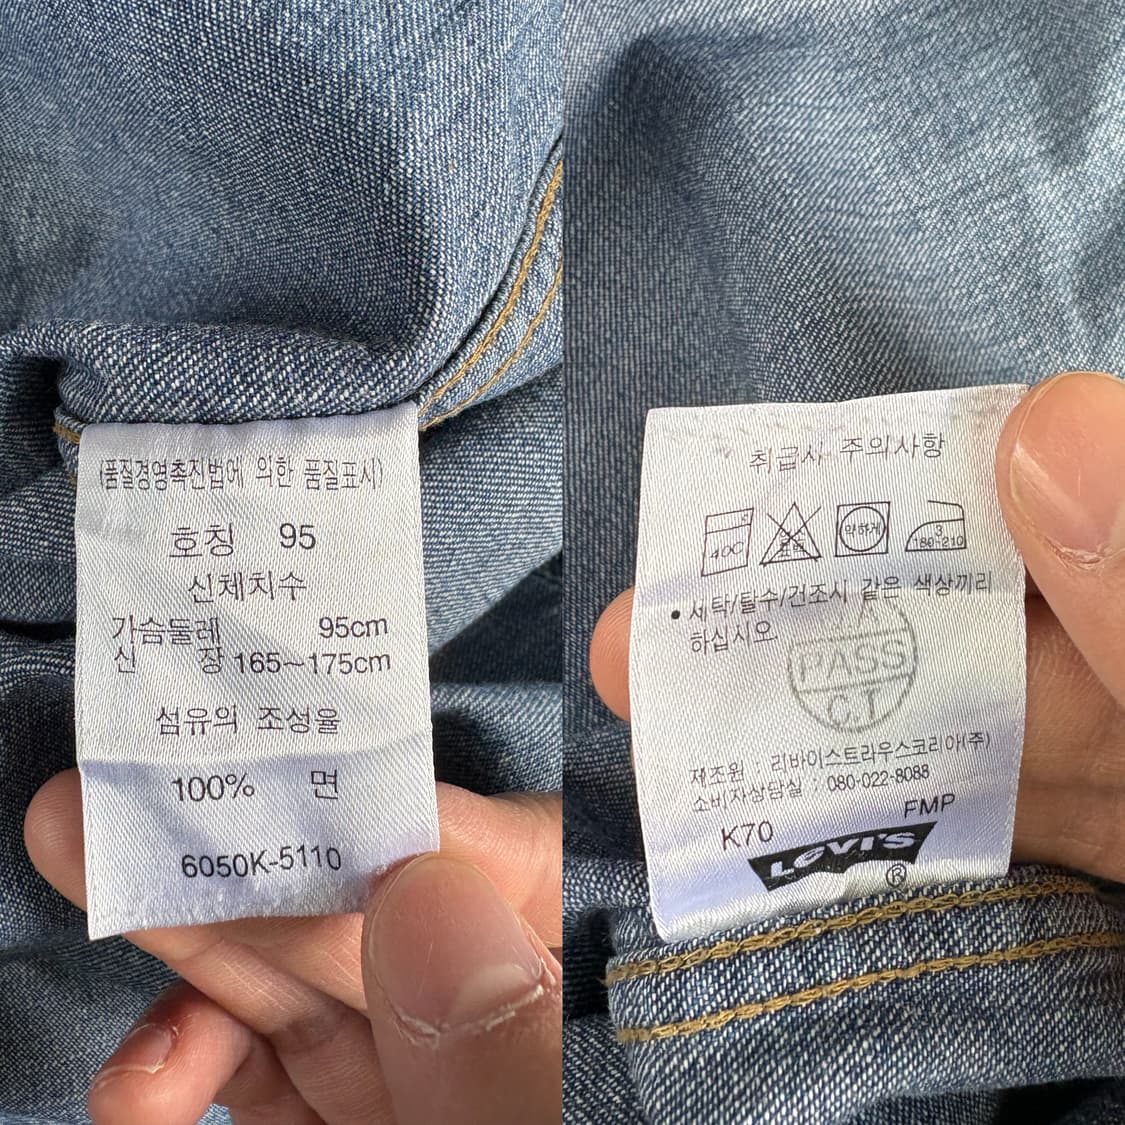 (품질경영촉진법에 의한 품질표시)
호칭 95
신체치수
가슴둘레 95cm
신 장 165~175cm
섬유의 조성율
100% 면
6050K-5110
취급시 주의사항
40C 표백 약하게 3 180~210
• 세탁/탈수/건조시 같은 색상끼리
하십시오
A
PASS
C.T
제조원 : 리바이스트라우스코리아(주)
소비자상담실 : 080-022-8088
FMP
K70
LEVI'S
®